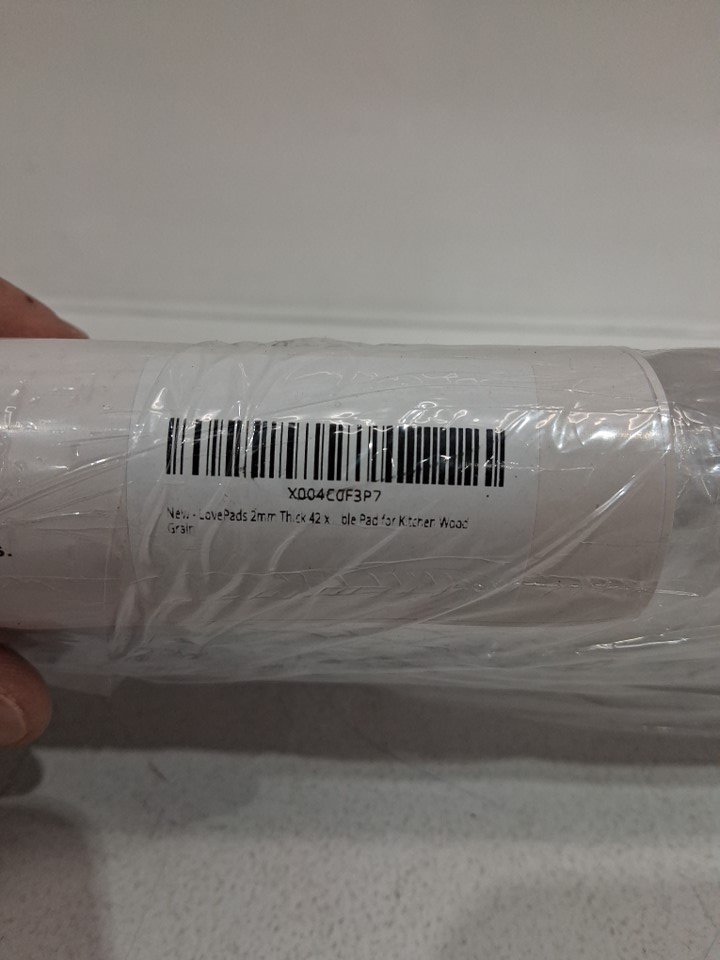 X004C0F3P7
New - LovePads 2mm Thick 42 x ... ble Pad for Kitchen Wood
Grain
s.